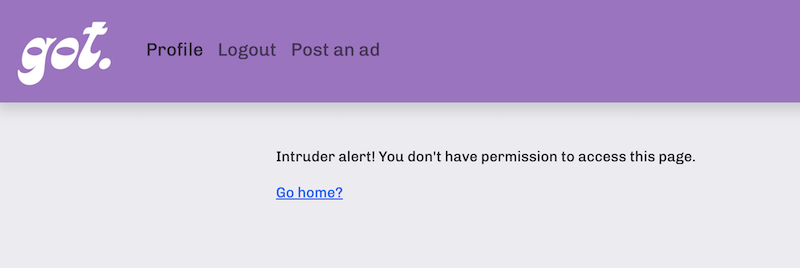 got.
Profile Logout Post an ad
Intruder alert! You don't have permission to access this page.
Go home?